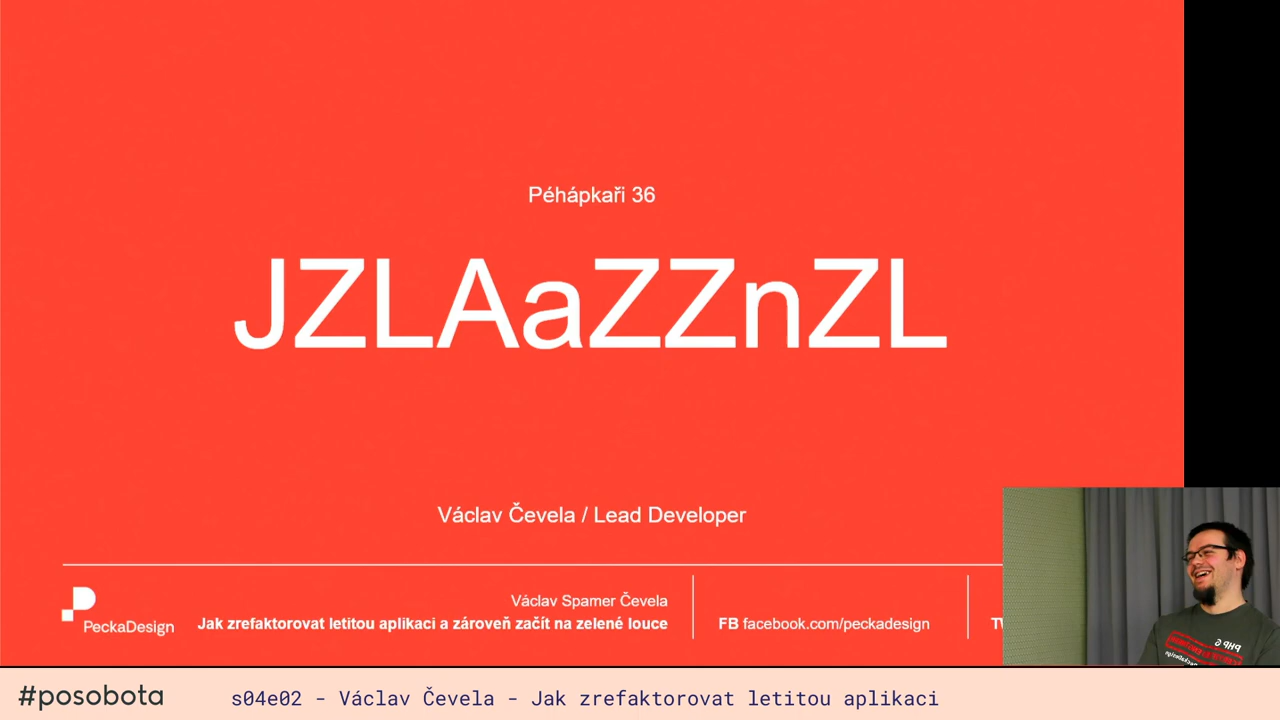 Péhápkaři 36
JZLAaZZnZL
Václav Čevela / Lead Developer
PeckaDesign
Václav Spamer Čevela
Jak zrefaktorovat letitou aplikaci a zároveň začít na zelené louce
FB facebook.com/peckadesign
#posobota
s04e02 - Václav Čevela - Jak zrefaktorovat letitou aplikaci